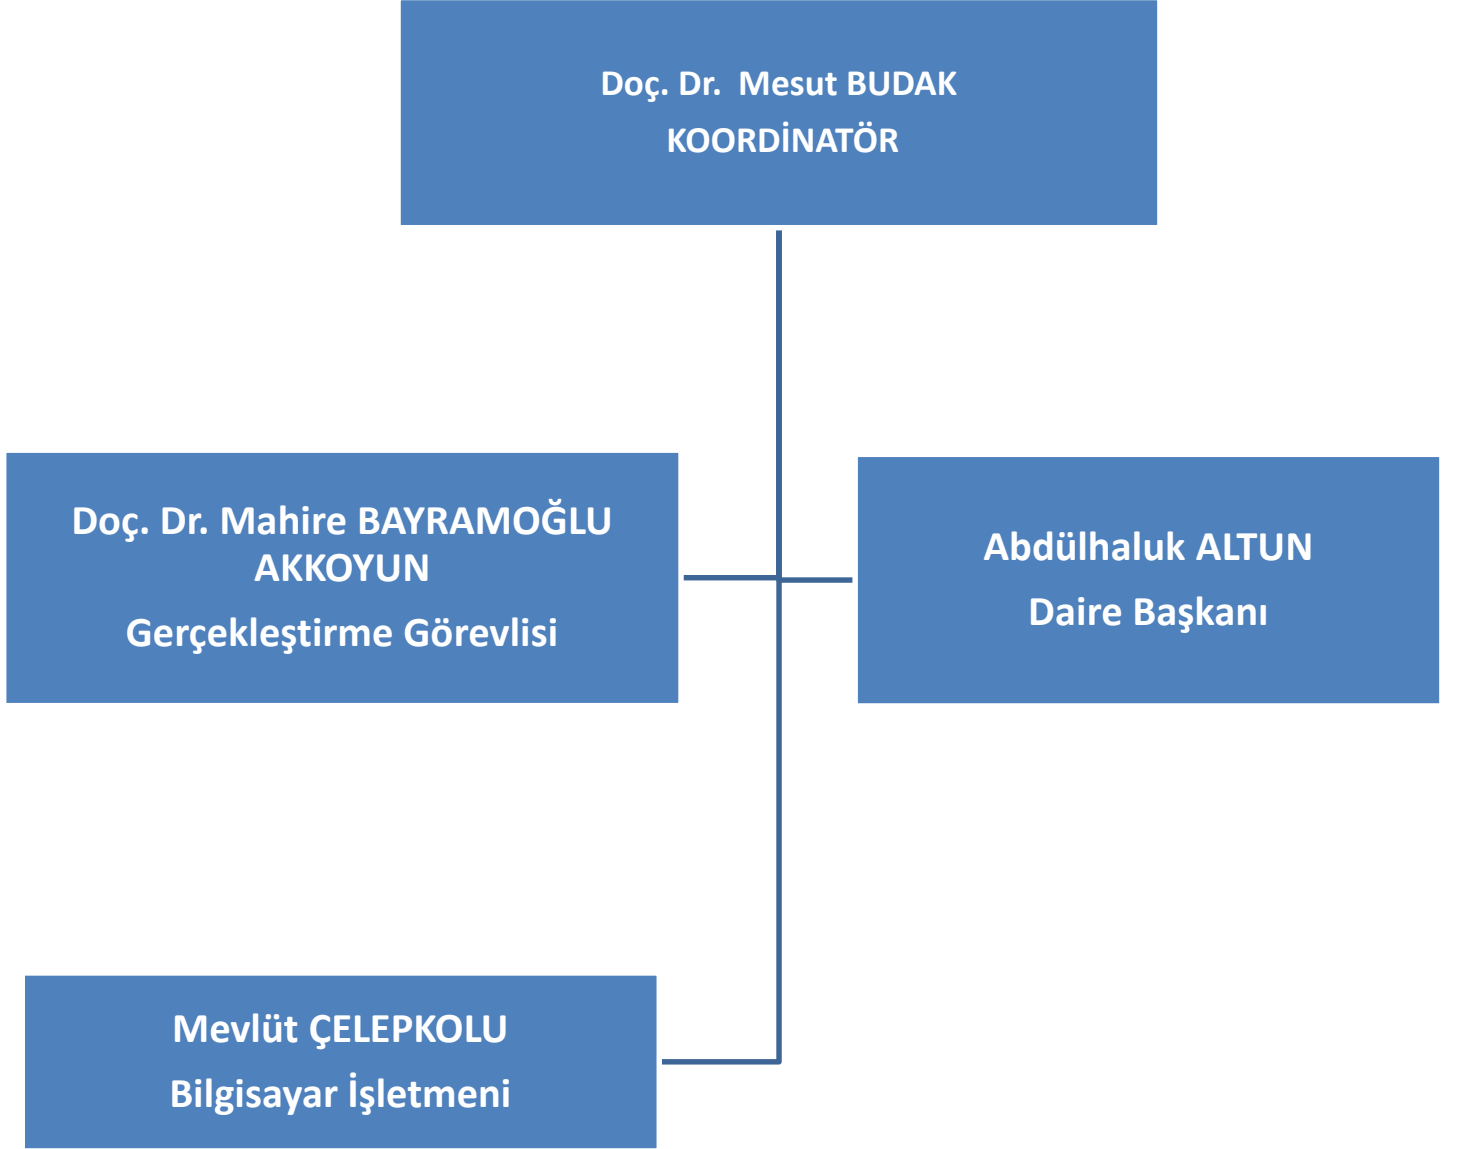 Doç. Dr.  Mesut BUDAK
KOORDİNATÖR
Doç. Dr. Mahire BAYRAMOĞLU
AKKOYUN
Gerçekleştirme Görevlisi
Abdülhaluk ALTUN
Daire Başkanı
Mevlüt ÇELEPKOLU
Bilgisayar İşletmeni